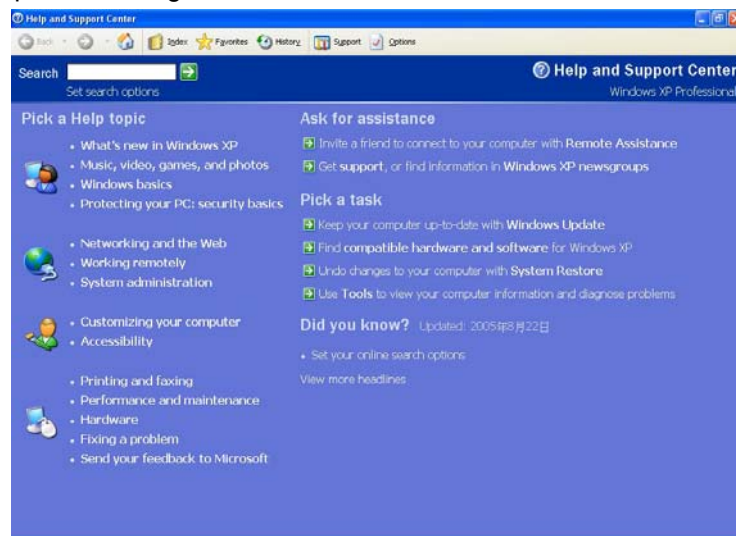 Help and Support Center
Back Index Favorites History Support Options
Search
Set search options
Help and Support Center
Windows XP Professional
Pick a Help topic
What's new in Windows XP
Music, video, games, and photos
Windows basics
Protecting your PC: security basics
Networking and the Web
Working remotely
System administration
Customizing your computer
Accessibility
Printing and faxing
Performance and maintenance
Hardware
Fixing a problem
Send your feedback to Microsoft
Ask for assistance
Invite a friend to connect to your computer with Remote Assistance
Get support, or find information in Windows XP newsgroups
Pick a task
Keep your computer up-to-date with Windows Update
Find compatible hardware and software for Windows XP
Undo changes to your computer with System Restore
Use Tools to view your computer information and diagnose problems
Did you know? Updated: 2005年8月22日
Set your online search options
View more headlines